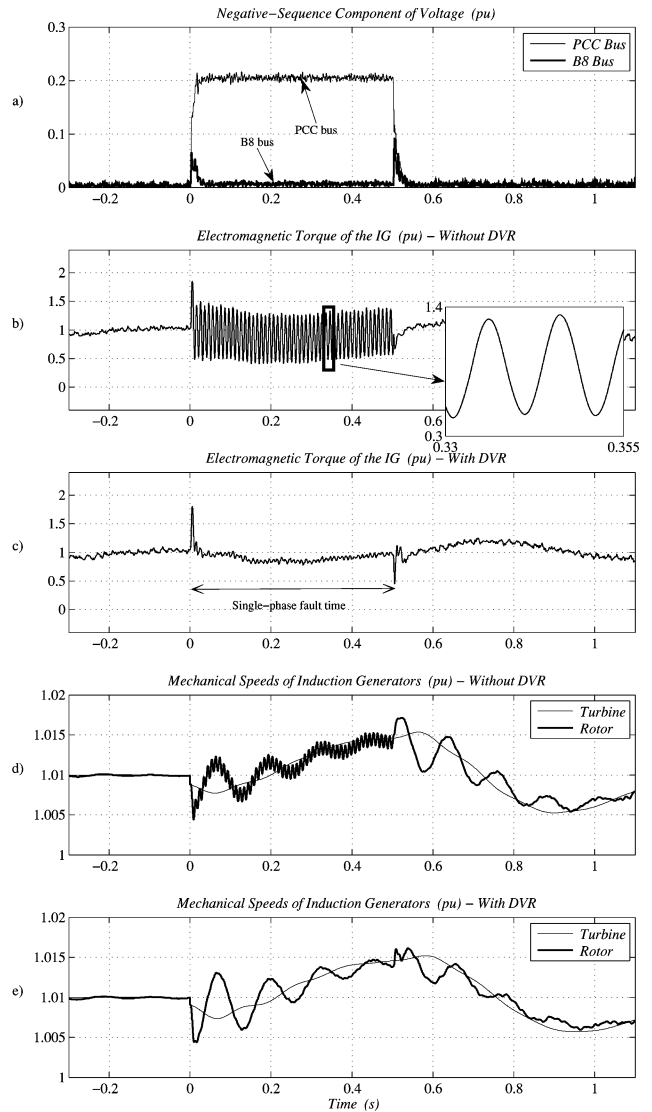 Negative−Sequence Component of Voltage (pu)
0.3
0.2
0.1
0
a)
PCC Bus
B8 Bus
PCC bus
B8 bus
−0.2 0 0.2 0.4 0.6 0.8 1
Electromagnetic Torque of the IG (pu) − Without DVR
2
1.5
1
0.5
0
b)
1.4
0.3
0.33 0.355
−0.2 0 0.2 0.4 0.6
Electromagnetic Torque of the IG (pu) − With DVR
2
1.5
1
0.5
0
c)
Single−phase fault time
−0.2 0 0.2 0.4 0.6 0.8 1
Mechanical Speeds of Induction Generators (pu) − Without DVR
1.02
1.015
1.01
1.005
1
d)
Turbine
Rotor
−0.2 0 0.2 0.4 0.6 0.8 1
Mechanical Speeds of Induction Generators (pu) − With DVR
1.02
1.015
1.01
1.005
1
e)
Turbine
Rotor
−0.2 0 0.2 0.4 0.6 0.8 1
Time (s)